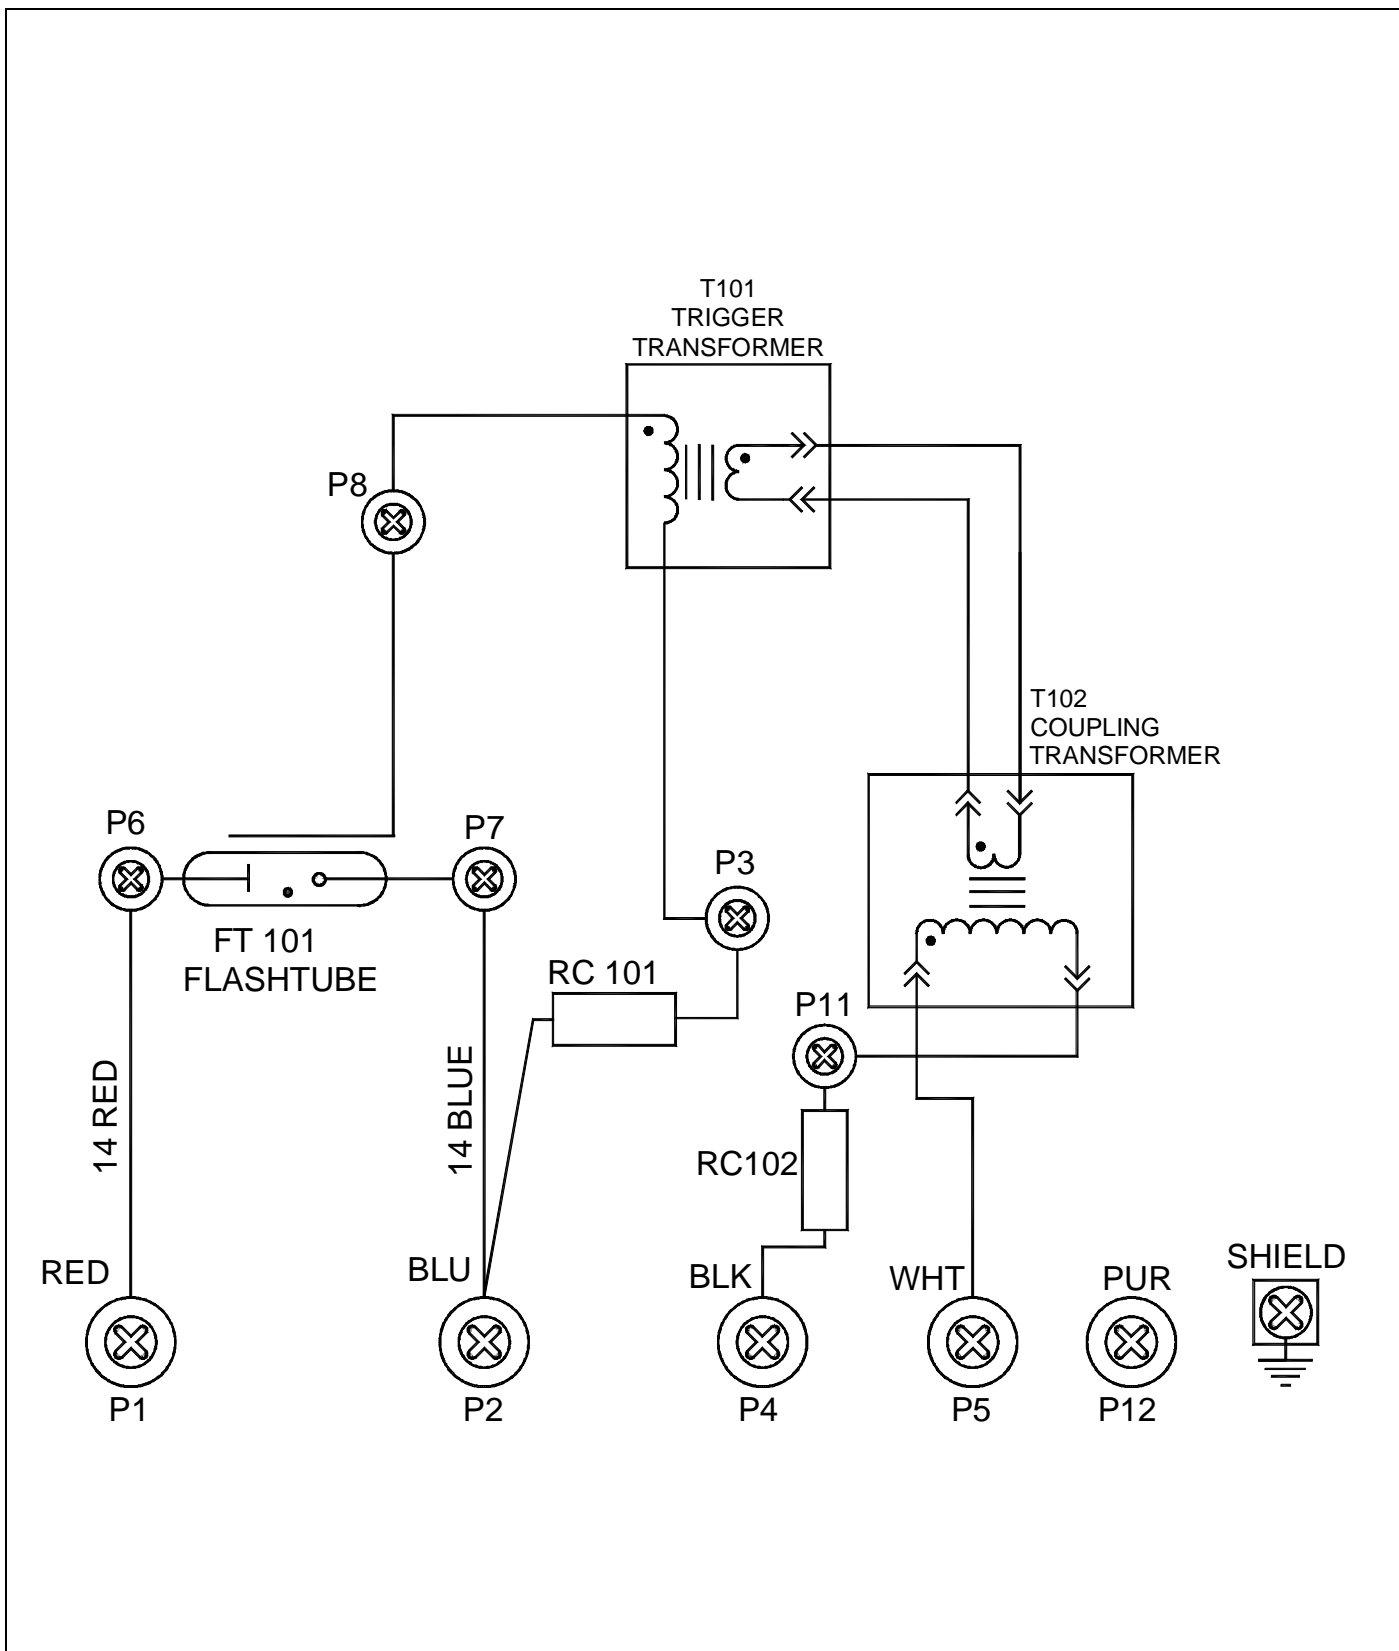 T101
TRIGGER
TRANSFORMER
P8
T102
COUPLING
TRANSFORMER
P6
P7
P3
FT 101
FLASHTUBE
RC 101
P11
14 RED
14 BLUE
RC102
RED
BLU
BLK
WHT
PUR
SHIELD
P1
P2
P4
P5
P12